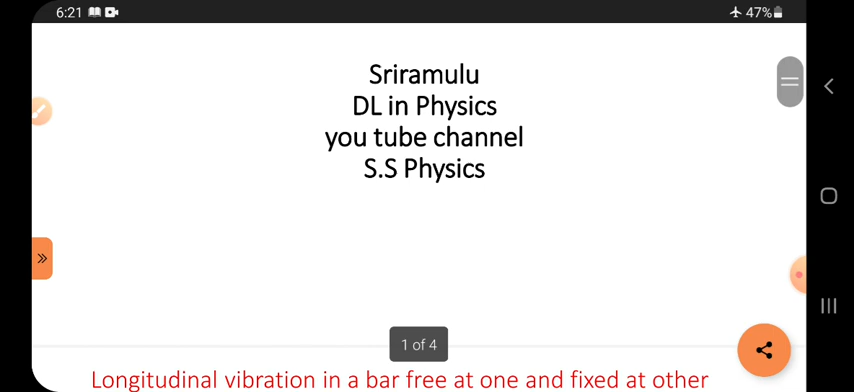 6:21
47%
Sriramulu
DL in Physics
you tube channel
S.S Physics
1 of 4
Longitudinal vibration in a bar free at one and fixed at other